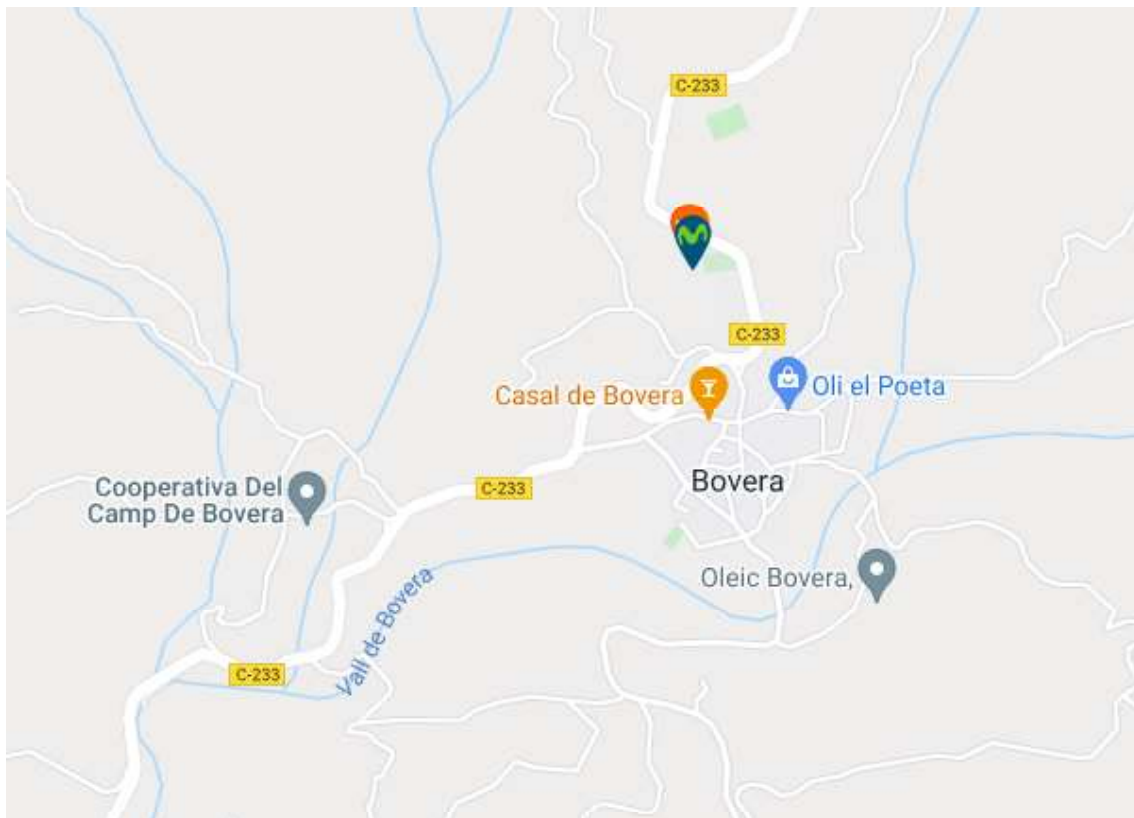 C-233
C-233
Casal de Bovera
Oli el Poeta
Bovera
Cooperativa Del
Camp De Bovera
C-233
Oleic Bovera,
Vall de Bovera
C-233